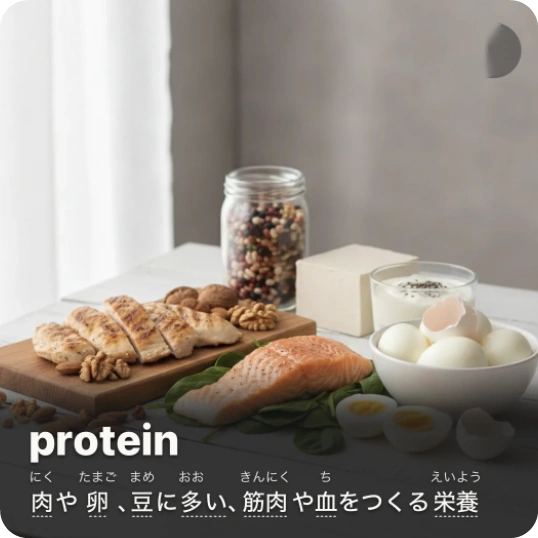 protein
にく たまご まめ おお きんにく ち えいよう
肉や卵、豆に多い、筋肉や血をつくる栄養